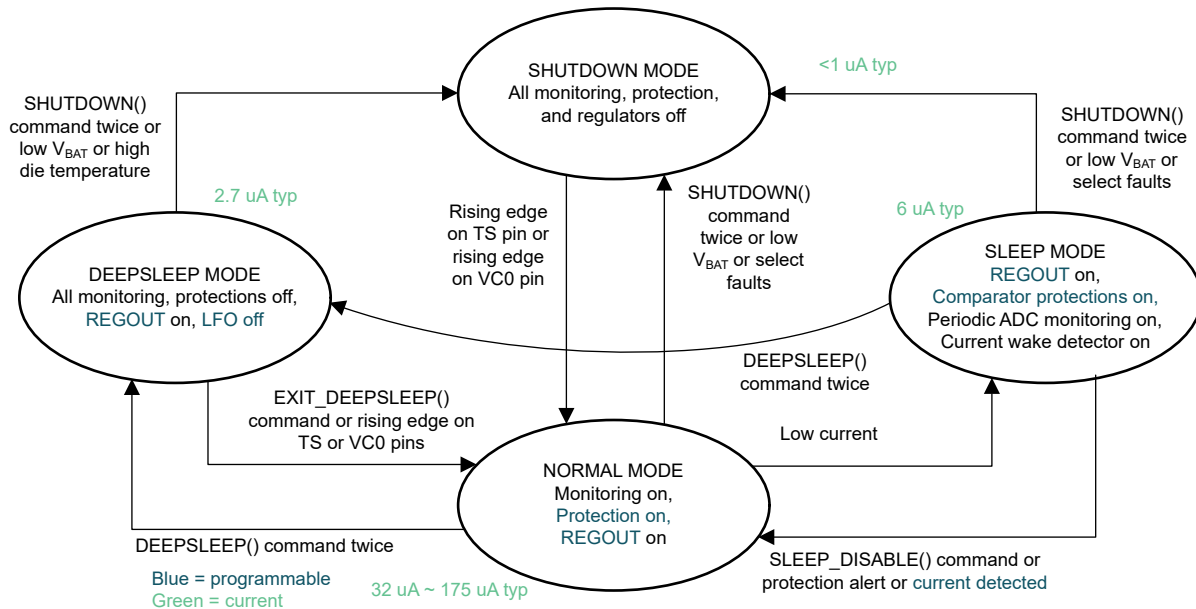 SHUTDOWN MODE
All monitoring, protection,
and regulators off
<1 uA typ
SHUTDOWN()
command twice or
low VBAT or high
die temperature
SHUTDOWN()
command twice
or low VBAT or
select faults
2.7 uA typ
Rising edge
on TS pin or
rising edge
on VC0 pin
SHUTDOWN()
command
twice or low
VBAT or select
faults
6 uA typ
DEEPSLEEP MODE
All monitoring, protections off,
REGOUT on, LFO off
SLEEP MODE
REGOUT on,
Comparator protections on,
Periodic ADC monitoring on,
Current wake detector on
DEEPSLEEP()
command twice
EXIT_DEEPSLEEP()
command or rising edge on
TS or VC0 pins
Low current
NORMAL MODE
Monitoring on,
Protection on,
REGOUT on
DEEPSLEEP() command twice
SLEEP_DISABLE() command or
protection alert or current detected
Blue = programmable
Green = current
32 uA ~ 175 uA typ